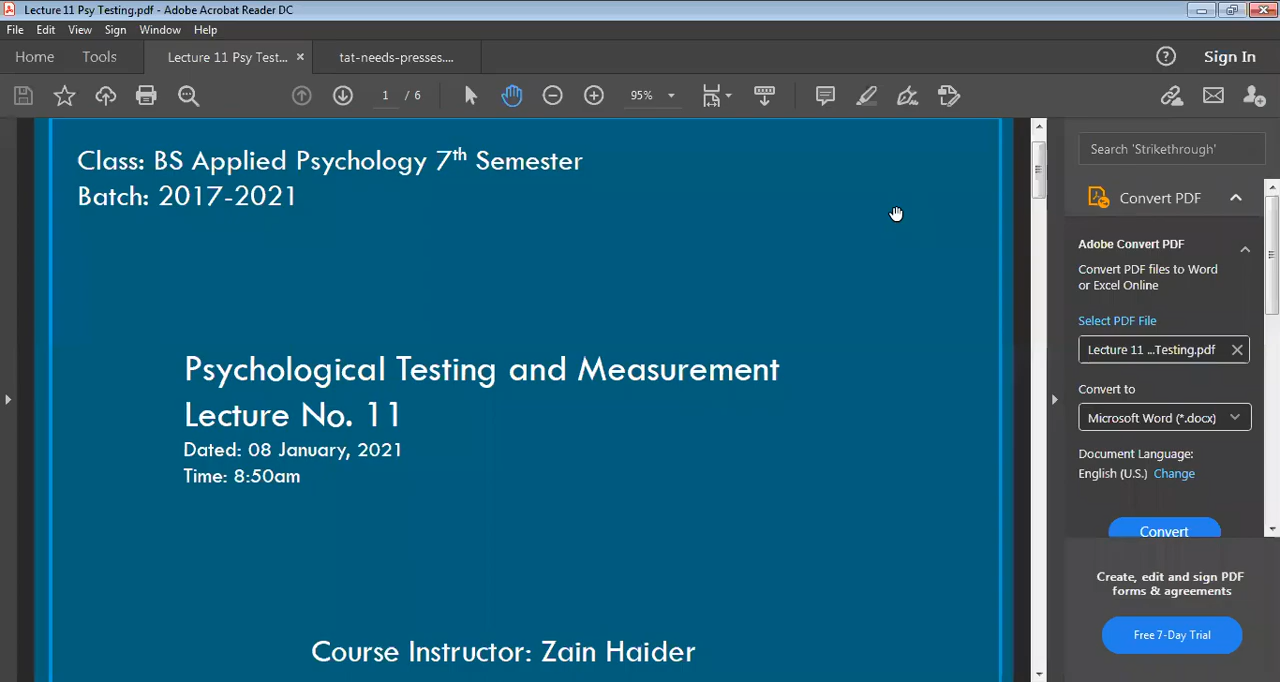 Lecture 11 Psy Testing.pdf - Adobe Acrobat Reader DC
File Edit View Sign Window Help
Home Tools Lecture 11 Psy Test... × tat-needs-presses.... Sign In
1 / 6 95%
Class: BS Applied Psychology 7th Semester
Batch: 2017-2021
Psychological Testing and Measurement
Lecture No. 11
Dated: 08 January, 2021
Time: 8:50am
Course Instructor: Zain Haider
Search 'Strikethrough'
Convert PDF
Adobe Convert PDF
Convert PDF files to Word
or Excel Online
Select PDF File
Lecture 11 ...Testing.pdf
Convert to
Microsoft Word (*.docx)
Document Language:
English (U.S.) Change
Convert
Create, edit and sign PDF
forms & agreements
Free 7-Day Trial